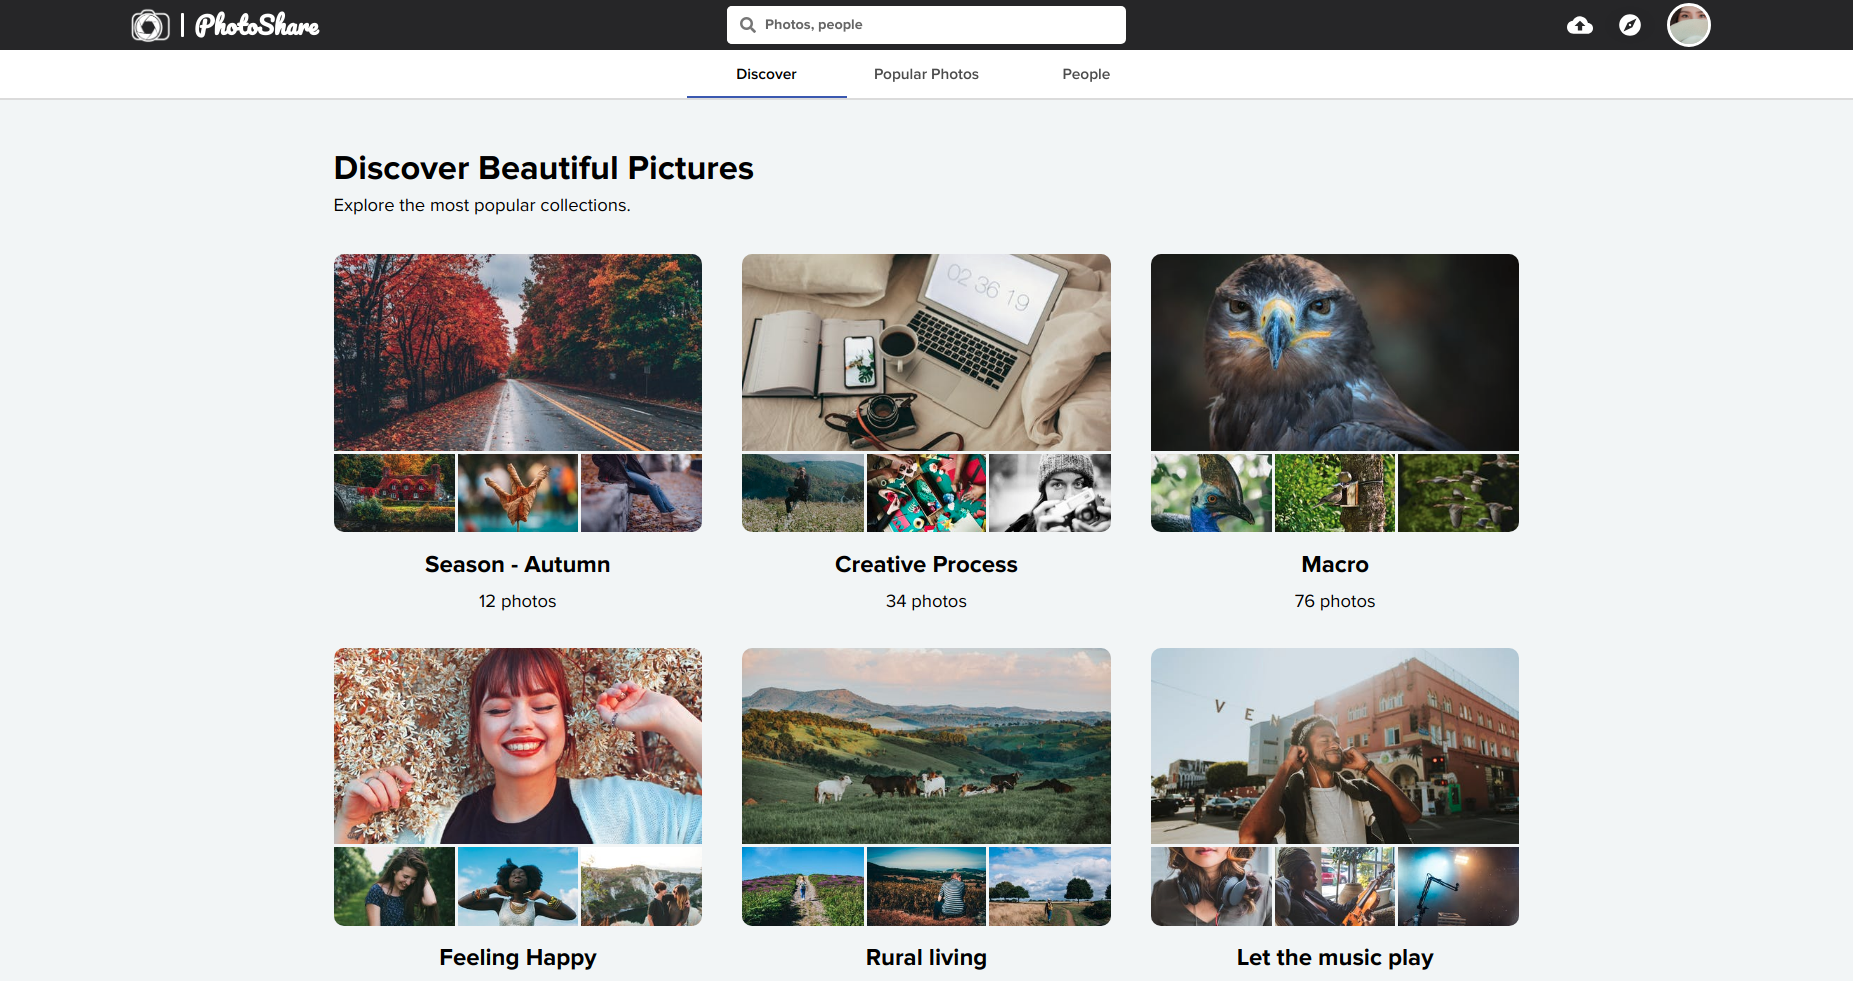 PhotoShare
Photos, people
Discover
Popular Photos
People
Discover Beautiful Pictures
Explore the most popular collections.
02 36 19
Season - Autumn
Creative Process
Macro
12 photos
34 photos
76 photos
VEN
Feeling Happy
Rural living
Let the music play